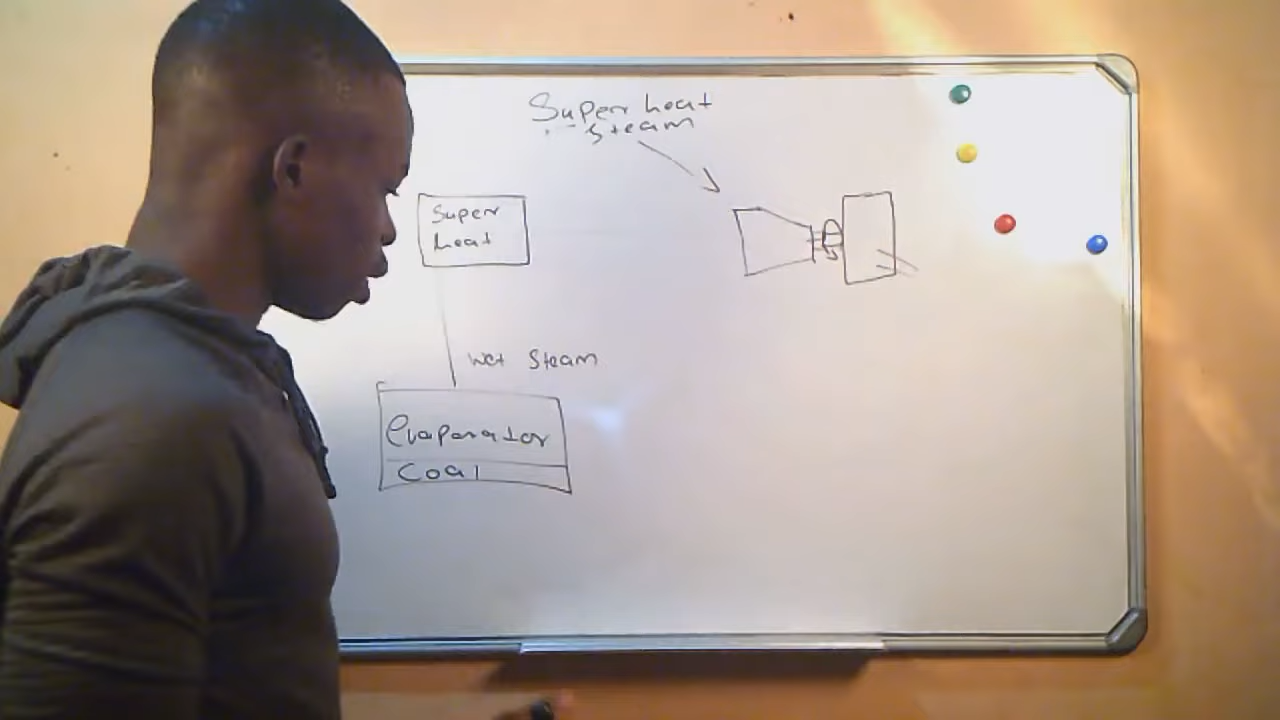 Super heat
steam
Super
heat
Wet Steam
Evaporator
Coal